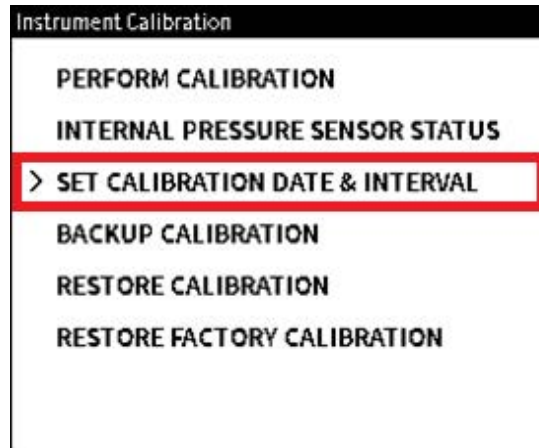 Instrument Calibration
PERFORM CALIBRATION
INTERNAL PRESSURE SENSOR STATUS
> SET CALIBRATION DATE & INTERVAL
BACKUP CALIBRATION
RESTORE CALIBRATION
RESTORE FACTORY CALIBRATION